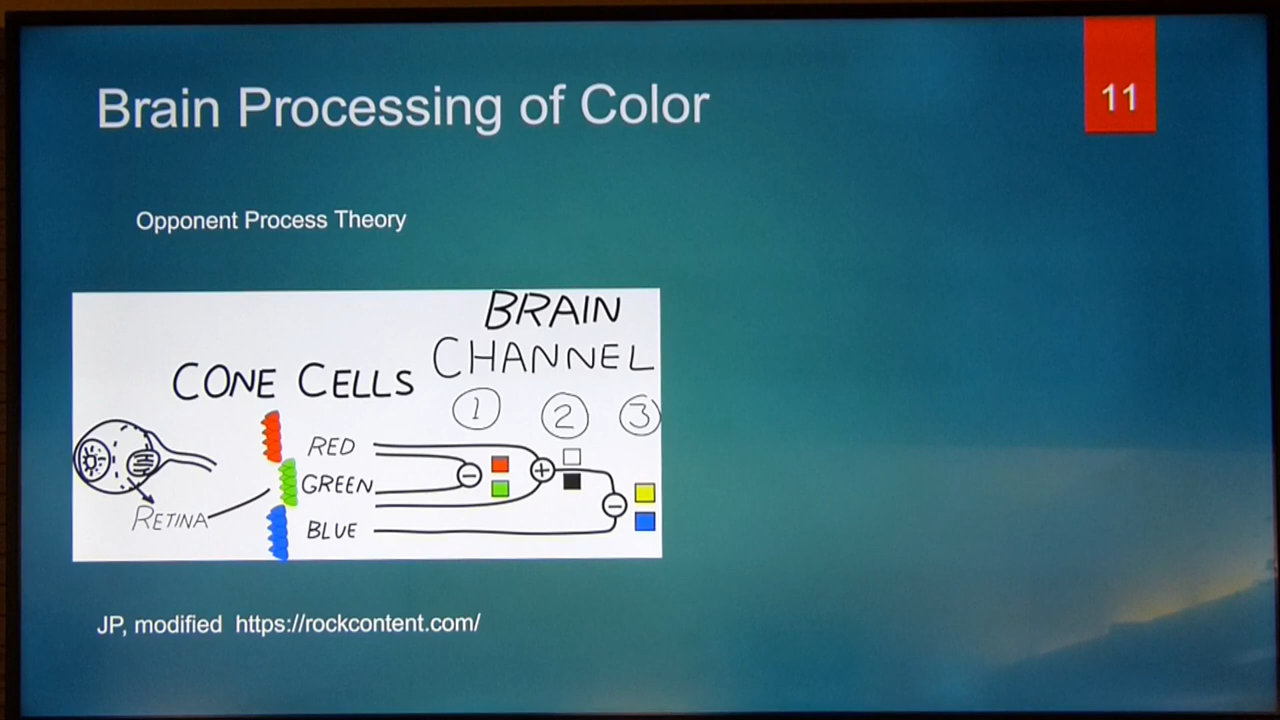 Brain Processing of Color
11
Opponent Process Theory
BRAIN
CHANNEL
CONE CELLS
1 2 3
RED
GREEN
RETINA
BLUE
JP, modified https://rockcontent.com/